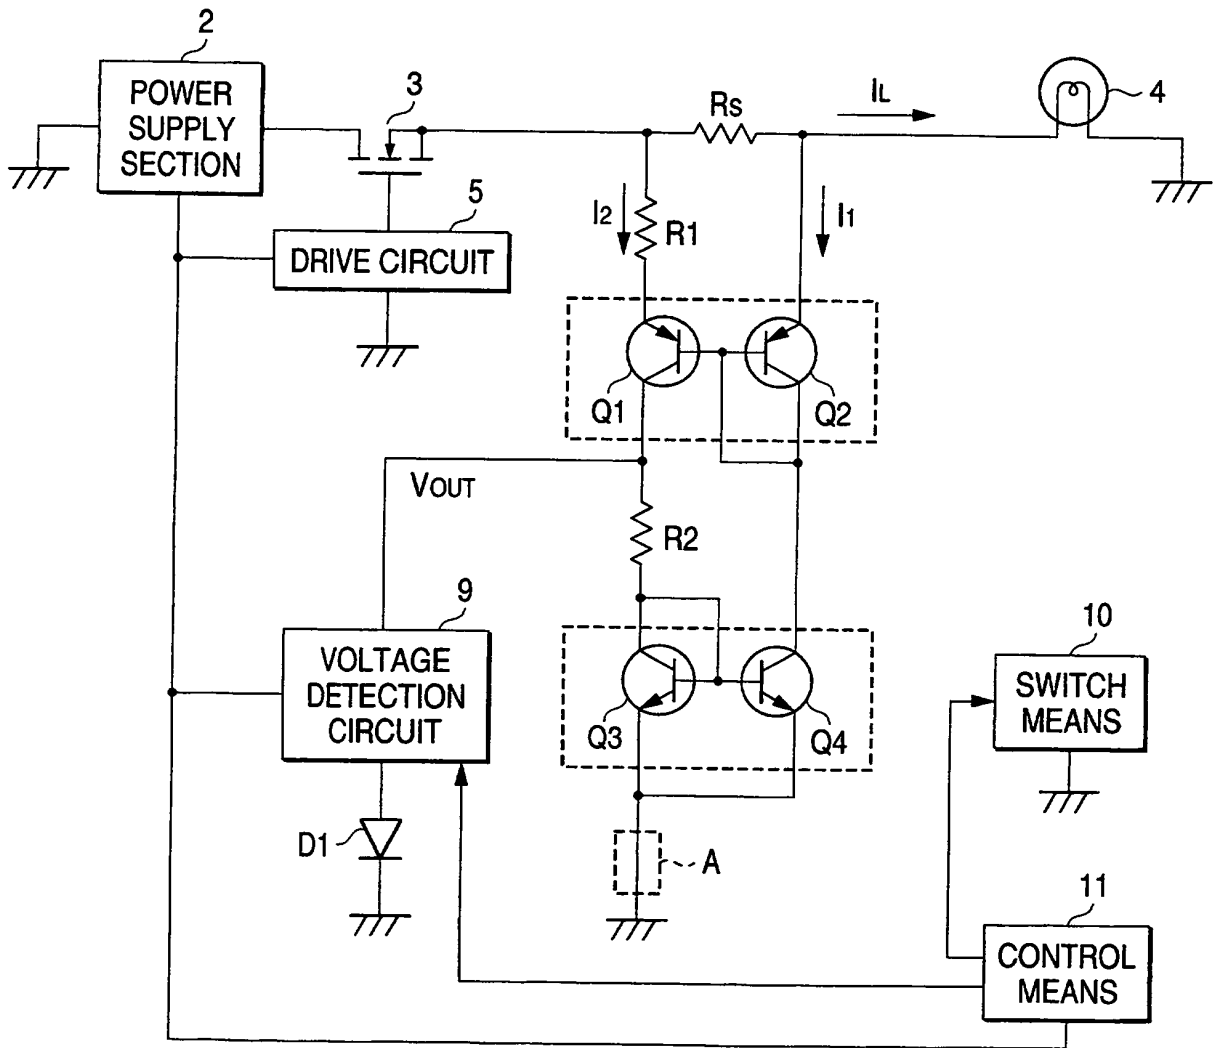 2
POWER
SUPPLY
SECTION
3
Rs
IL
4
5
DRIVE CIRCUIT
I2
R1
I1
Q1
Q2
VOUT
R2
9
VOLTAGE
DETECTION
CIRCUIT
Q3
Q4
10
SWITCH
MEANS
D1
A
11
CONTROL
MEANS